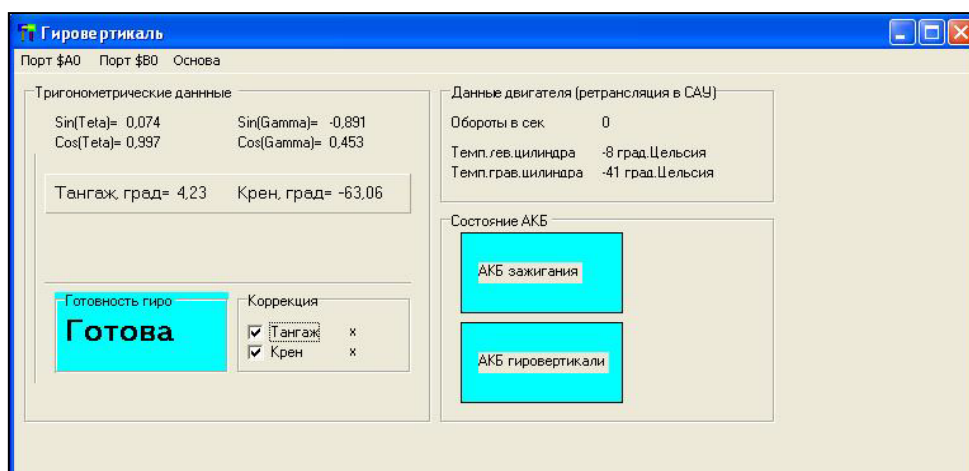 Гировертикаль
Порт $A0 Порт $B0 Основа
Тригонометрические даннные
Sin(Teta)= 0,074 Sin(Gamma)= -0,891
Cos(Teta)= 0,997 Cos(Gamma)= 0,453
Тангаж, град= 4,23 Крен, град= -63,06
Готовность гиро
Готова
Коррекция
Тангаж x
Крен x
Данные двигателя (ретрансляция в САУ)
Обороты в сек 0
Темп.лев.цилиндра -8 град.Цельсия
Темп.прав.цилиндра -41 град.Цельсия
Состояние АКБ
АКБ зажигания
АКБ гировертикали